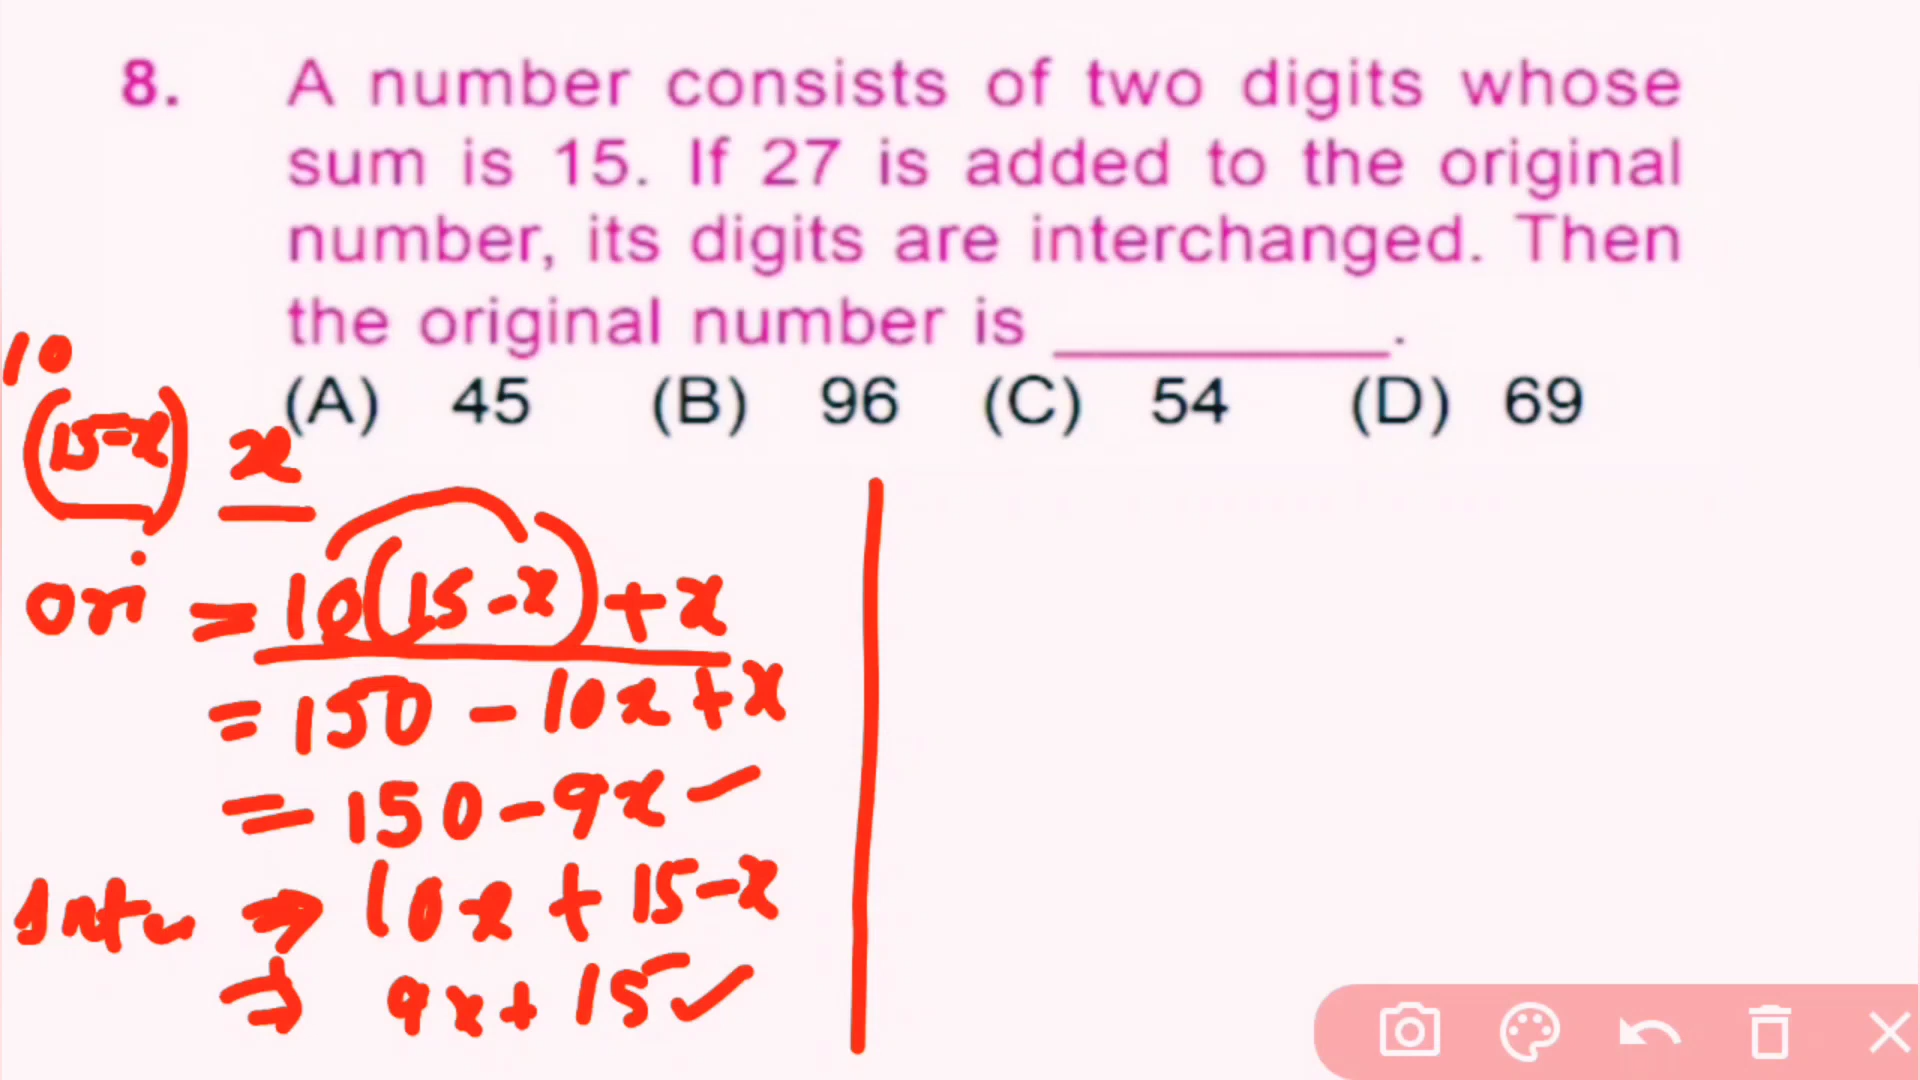 8. A number consists of two digits whose
sum is 15. If 27 is added to the original
number, its digits are interchanged. Then
the original number is ________.
(A) 45 (B) 96 (C) 54 (D) 69
10
(15-x) x
ori = 10(15-x)+x
= 150 - 10x + x
= 150 - 9x
Inter ⇒ 10x + 15-x
⇒ 9x + 15 ✓